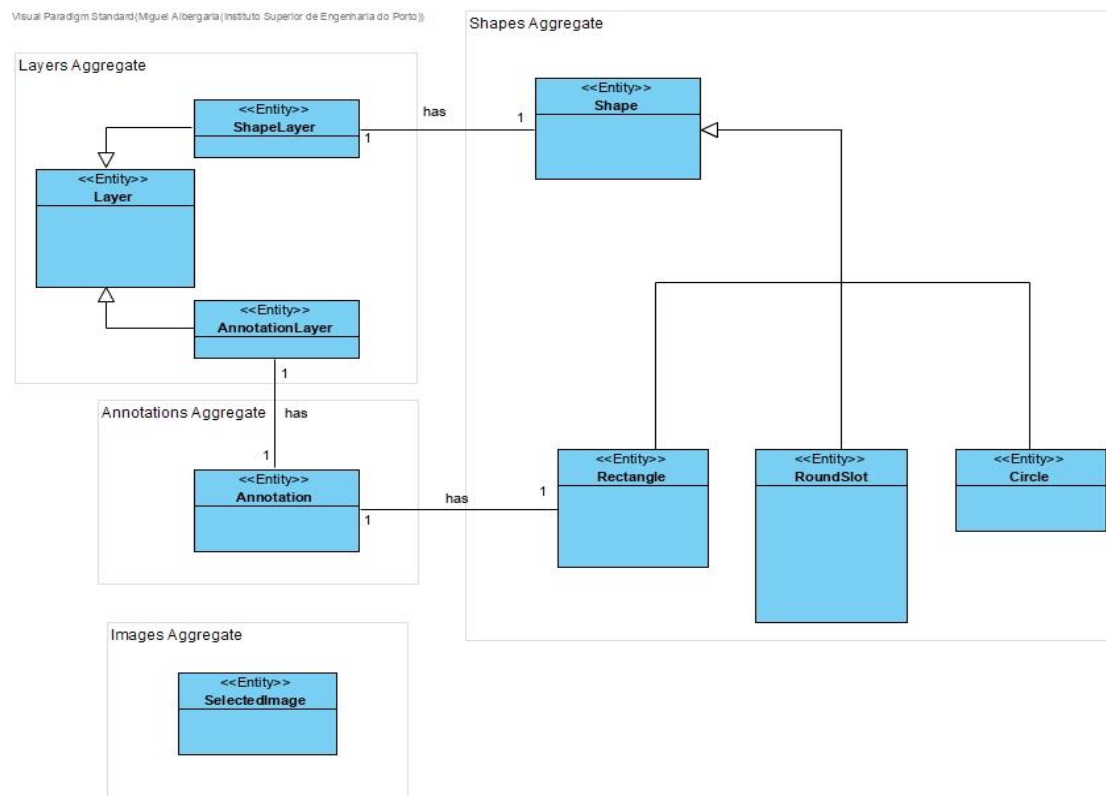 Visual Paradigm Standard(Miguel Albergaria(Instituto Superior de Engenharia do Porto))
Layers Aggregate
<<Entity>>
ShapeLayer
1
has
<<Entity>>
Layer
<<Entity>>
AnnotationLayer
1
Shapes Aggregate
1
<<Entity>>
Shape
<<Entity>>
Rectangle
<<Entity>>
RoundSlot
<<Entity>>
Circle
Annotations Aggregate
has
1
<<Entity>>
Annotation
1
has
1
Images Aggregate
<<Entity>>
SelectedImage